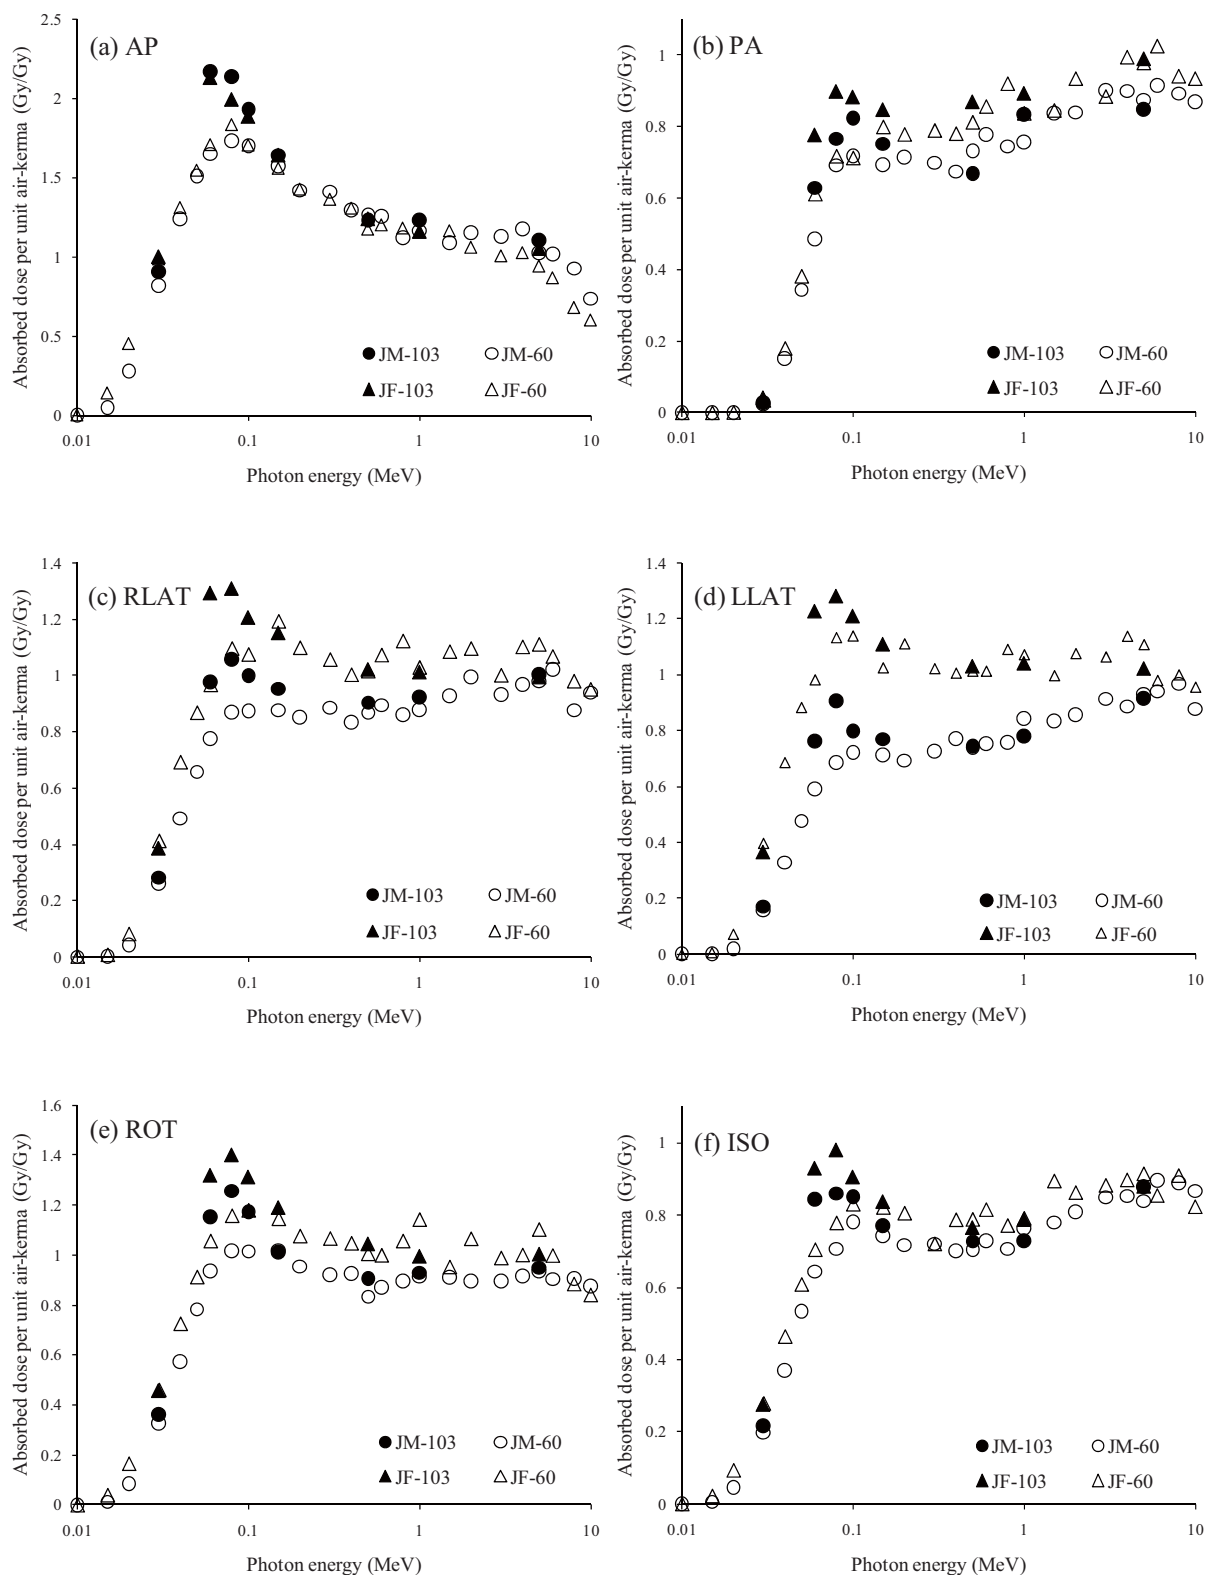 (a) AP
Absorbed dose per unit air-kerma (Gy/Gy)
2.5
2
1.5
1
0.5
0
JM-103 JM-60
JF-103 JF-60
0.01 0.1 1 10
Photon energy (MeV)
(b) PA
Absorbed dose per unit air-kerma (Gy/Gy)
1
0.8
0.6
0.4
0.2
0
JM-103 JM-60
JF-103 JF-60
0.01 0.1 1 10
Photon energy (MeV)
(c) RLAT
Absorbed dose per unit air-kerma (Gy/Gy)
1.4
1.2
1
0.8
0.6
0.4
0.2
0
JM-103 JM-60
JF-103 JF-60
0.01 0.1 1 10
Photon energy (MeV)
(d) LLAT
Absorbed dose per unit air-kerma (Gy/Gy)
1.4
1.2
1
0.8
0.6
0.4
0.2
0
JM-103 JM-60
JF-103 JF-60
0.01 0.1 1 10
Photon energy (MeV)
(e) ROT
Absorbed dose per unit air-kerma (Gy/Gy)
1.6
1.4
1.2
1
0.8
0.6
0.4
0.2
0
JM-103 JM-60
JF-103 JF-60
0.01 0.1 1 10
Photon energy (MeV)
(f) ISO
Absorbed dose per unit air-kerma (Gy/Gy)
1
0.8
0.6
0.4
0.2
0
JM-103 JM-60
JF-103 JF-60
0.01 0.1 1 10
Photon energy (MeV)